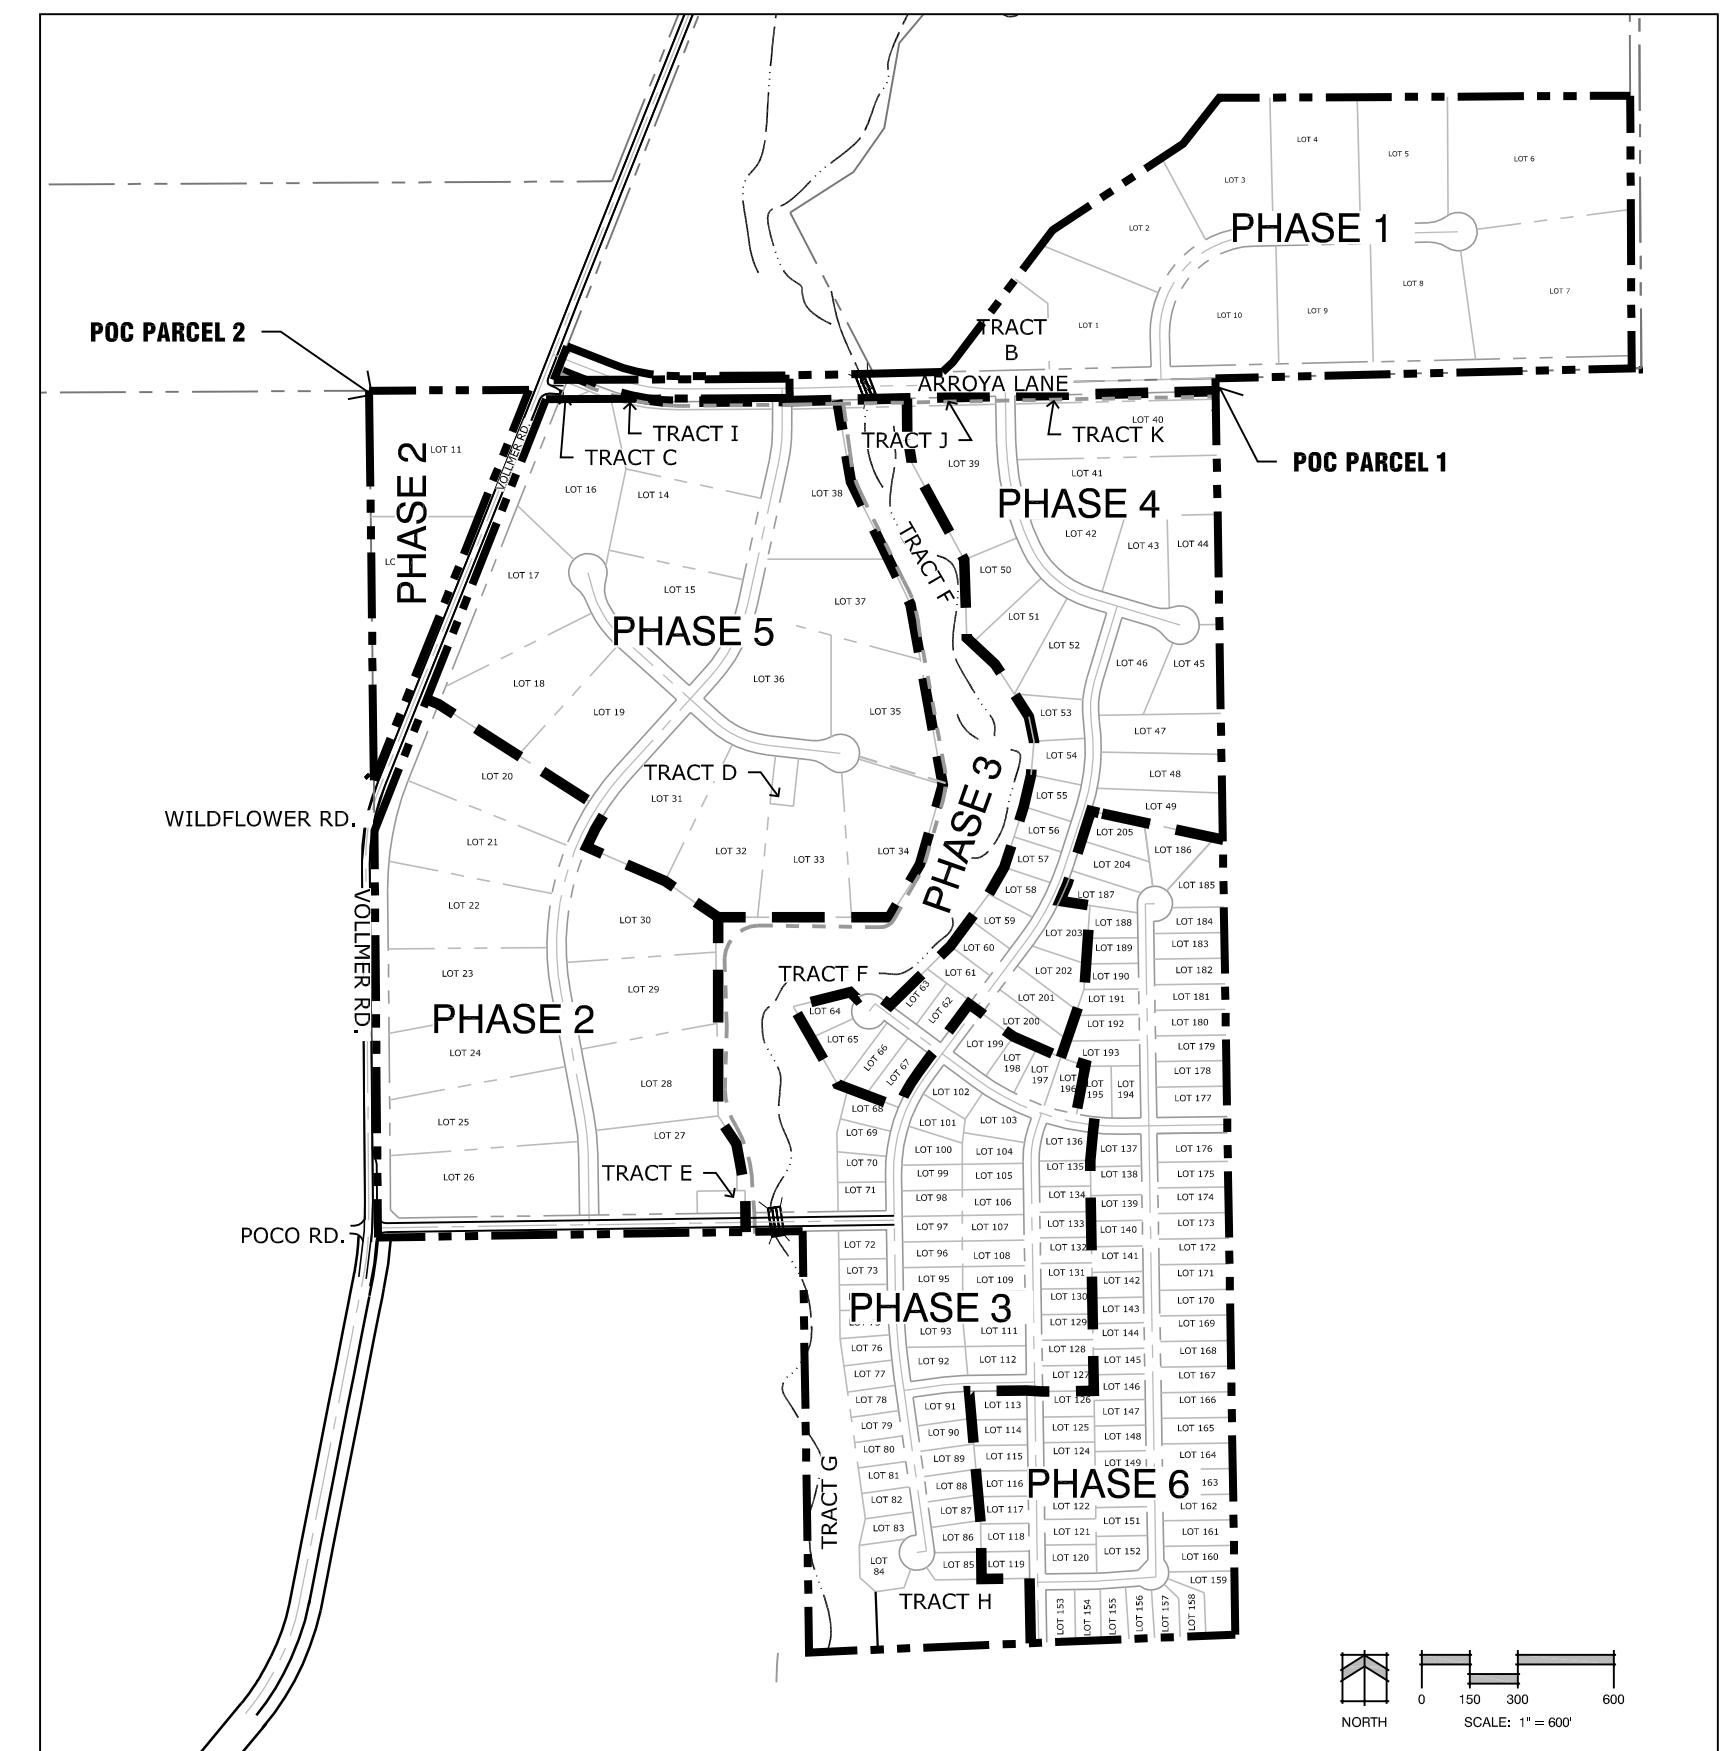 LOT 4
LOT 5
LOT 6
LOT 3
PHASE 1
LOT 2
LOT 8
LOT 7
LOT 10
LOT 9
LOT 1
TRACT
B
POC PARCEL 2
ARROYA LANE
LOT 40
TRACT I
TRACT J
TRACT K
TRACT C
POC PARCEL 1
LOT 11
PHASE 2
VOLLMER RD.
LOT 16
LOT 14
LOT 38
LOT 39
LOT 41
PHASE 4
LOT 42
LOT 43
LOT 44
TRACT F
LOT 17
LOT 15
LOT 37
LOT 50
LOT 51
PHASE 5
LOT 52
LOT 46
LOT 45
LOT 18
LOT 36
LOT 19
LOT 35
LOT 53
LOT 47
LOT 54
LOT 20
TRACT D
LOT 48
LOT 31
PHASE 3
LOT 55
LOT 49
WILDFLOWER RD.
LOT 56
LOT 205
LOT 21
LOT 32
LOT 33
LOT 34
LOT 57
LOT 204
LOT 186
LOT 58
LOT 187
LOT 185
VOLLMER RD.
LOT 22
LOT 30
LOT 59
LOT 188
LOT 184
LOT 203
LOT 60
LOT 189
LOT 183
LOT 23
TRACT F
LOT 61
LOT 202
LOT 190
LOT 182
LOT 29
LOT 63
LOT 62
LOT 201
LOT 191
LOT 181
PHASE 2
LOT 64
LOT 200
LOT 192
LOT 180
LOT 65
LOT 66
LOT 67
LOT 199
LOT 198
LOT 197
LOT 196
LOT 193
LOT 179
LOT 24
LOT 178
LOT 28
LOT 102
LOT 195
LOT 194
LOT 177
LOT 68
LOT 25
LOT 101
LOT 103
LOT 27
LOT 69
LOT 136
LOT 137
LOT 176
LOT 100
LOT 104
LOT 70
LOT 135
LOT 138
LOT 175
LOT 26
TRACT E
LOT 99
LOT 105
LOT 71
LOT 98
LOT 106
LOT 134
LOT 139
LOT 174
POCO RD.
LOT 97
LOT 107
LOT 133
LOT 140
LOT 173
LOT 72
LOT 96
LOT 108
LOT 132
LOT 141
LOT 172
LOT 73
LOT 95
LOT 109
LOT 131
LOT 142
LOT 171
PHASE 3
LOT 130
LOT 143
LOT 170
LOT 93
LOT 111
LOT 129
LOT 144
LOT 169
LOT 76
LOT 92
LOT 112
LOT 128
LOT 145
LOT 168
LOT 77
LOT 127
LOT 146
LOT 167
LOT 78
LOT 91
LOT 113
LOT 126
LOT 147
LOT 166
LOT 79
LOT 90
LOT 114
LOT 125
LOT 148
LOT 165
LOT 80
LOT 89
LOT 115
LOT 124
LOT 149
LOT 164
LOT 81
LOT 88
LOT 116
PHASE 6
163
TRACT G
LOT 82
LOT 87
LOT 117
LOT 122
LOT 151
LOT 162
LOT 83
LOT 86
LOT 118
LOT 121
LOT 161
LOT
84
LOT 85
LOT 119
LOT 120
LOT 152
LOT 160
LOT 159
TRACT H
LOT 153
LOT 154
LOT 155
LOT 156
LOT 157
LOT 158
0 150 300 600
NORTH
SCALE: 1" = 600'